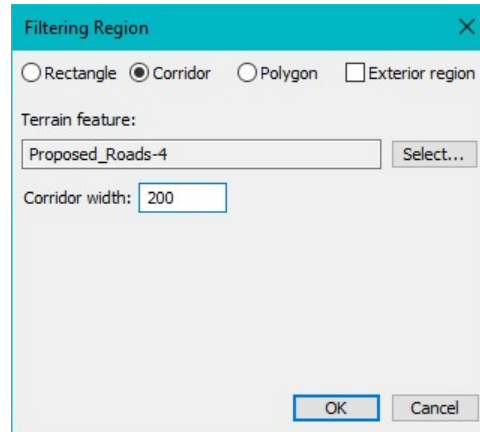 Filtering Region
Rectangle Corridor Polygon Exterior region
Terrain feature:
Proposed_Roads-4 Select...
Corridor width: 200
OK Cancel